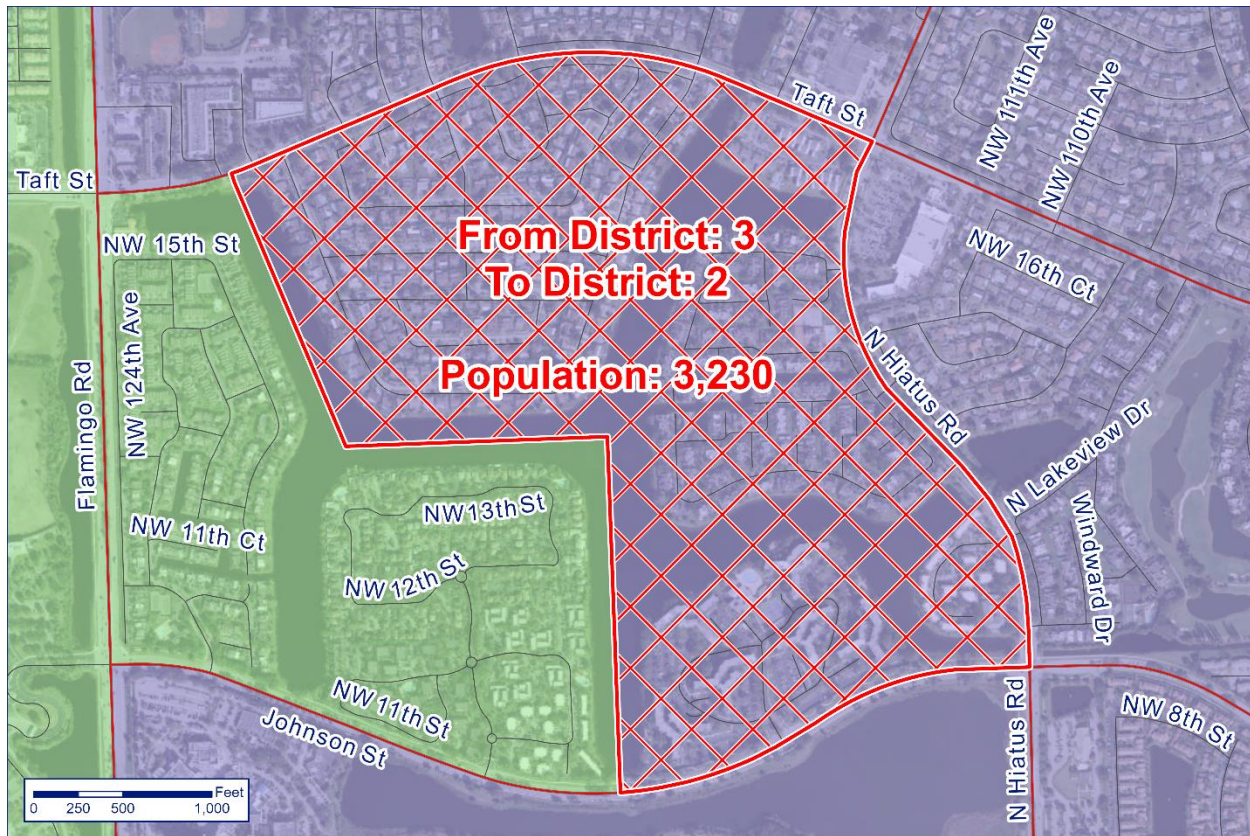 Taft St
NW 111th Ave
NW 110th Ave
Taft St
NW 15th St
From District: 3
To District: 2
NW 16th Ct
NW 124th Ave
Flamingo Rd
Population: 3,230
N Hiatus Rd
N Lakeview Dr
Windward Dr
NW 13th St
NW 11th Ct
NW 12th St
NW 11th St
Johnson St
N Hiatus Rd
NW 8th St
Feet
0 250 500 1,000